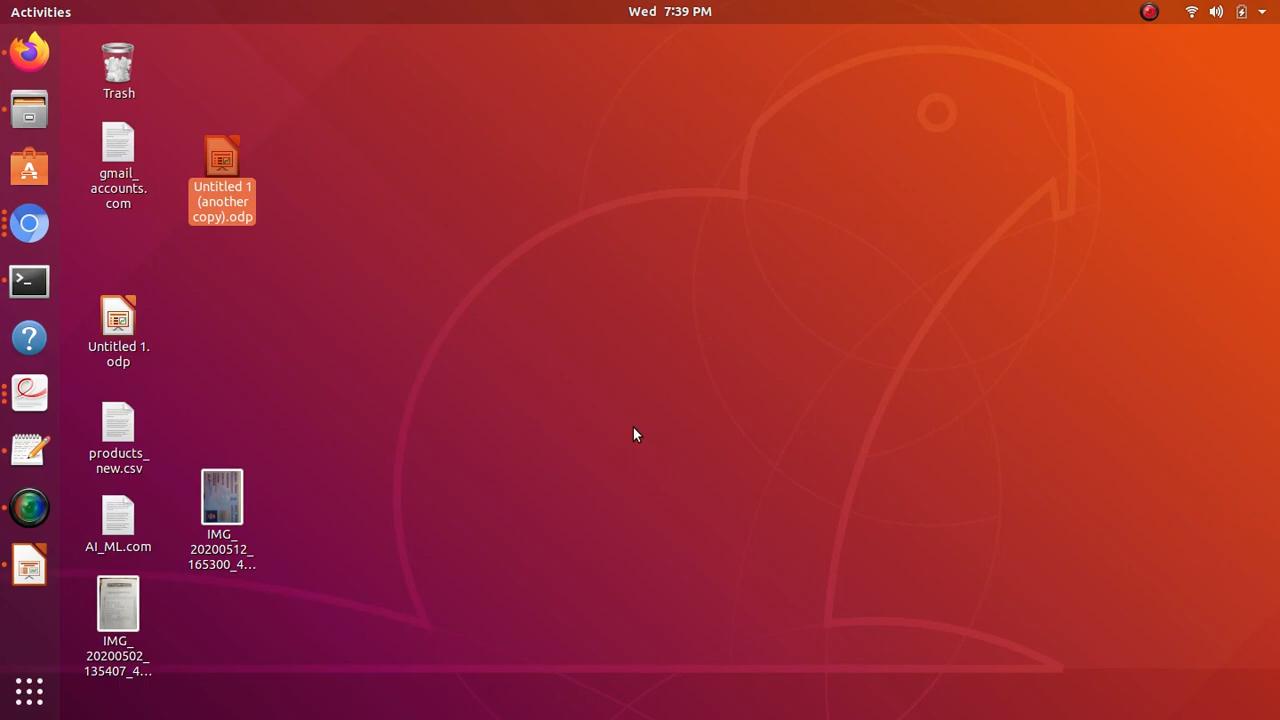 Activities
Wed 7:39 PM
Trash
gmail_
accounts.
com
Untitled 1
(another
copy).odp
Untitled 1.
odp
products_
new.csv
AI_ML.com
IMG_
20200512_
165300_4...
IMG_
20200502_
135407_4...